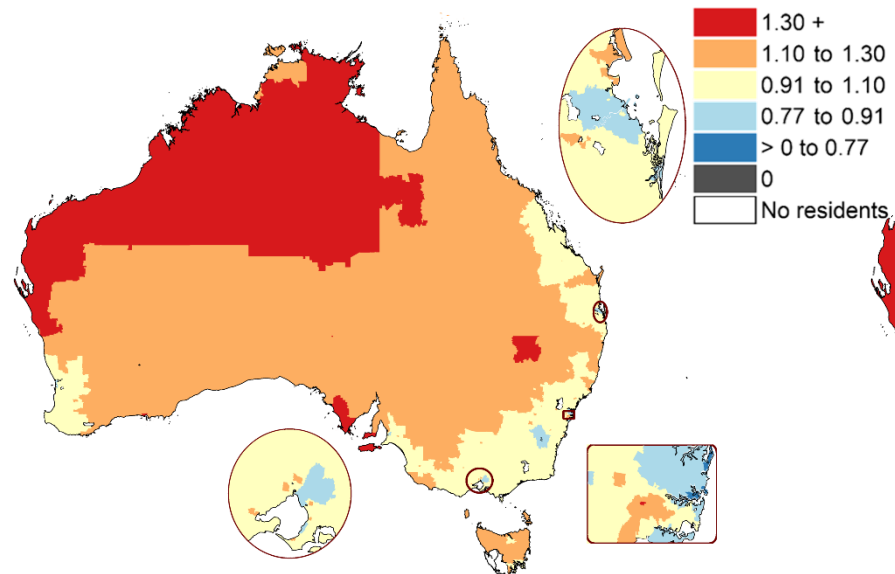 1.30 +
1.10 to 1.30
0.91 to 1.10
0.77 to 0.91
> 0 to 0.77
0
No residents